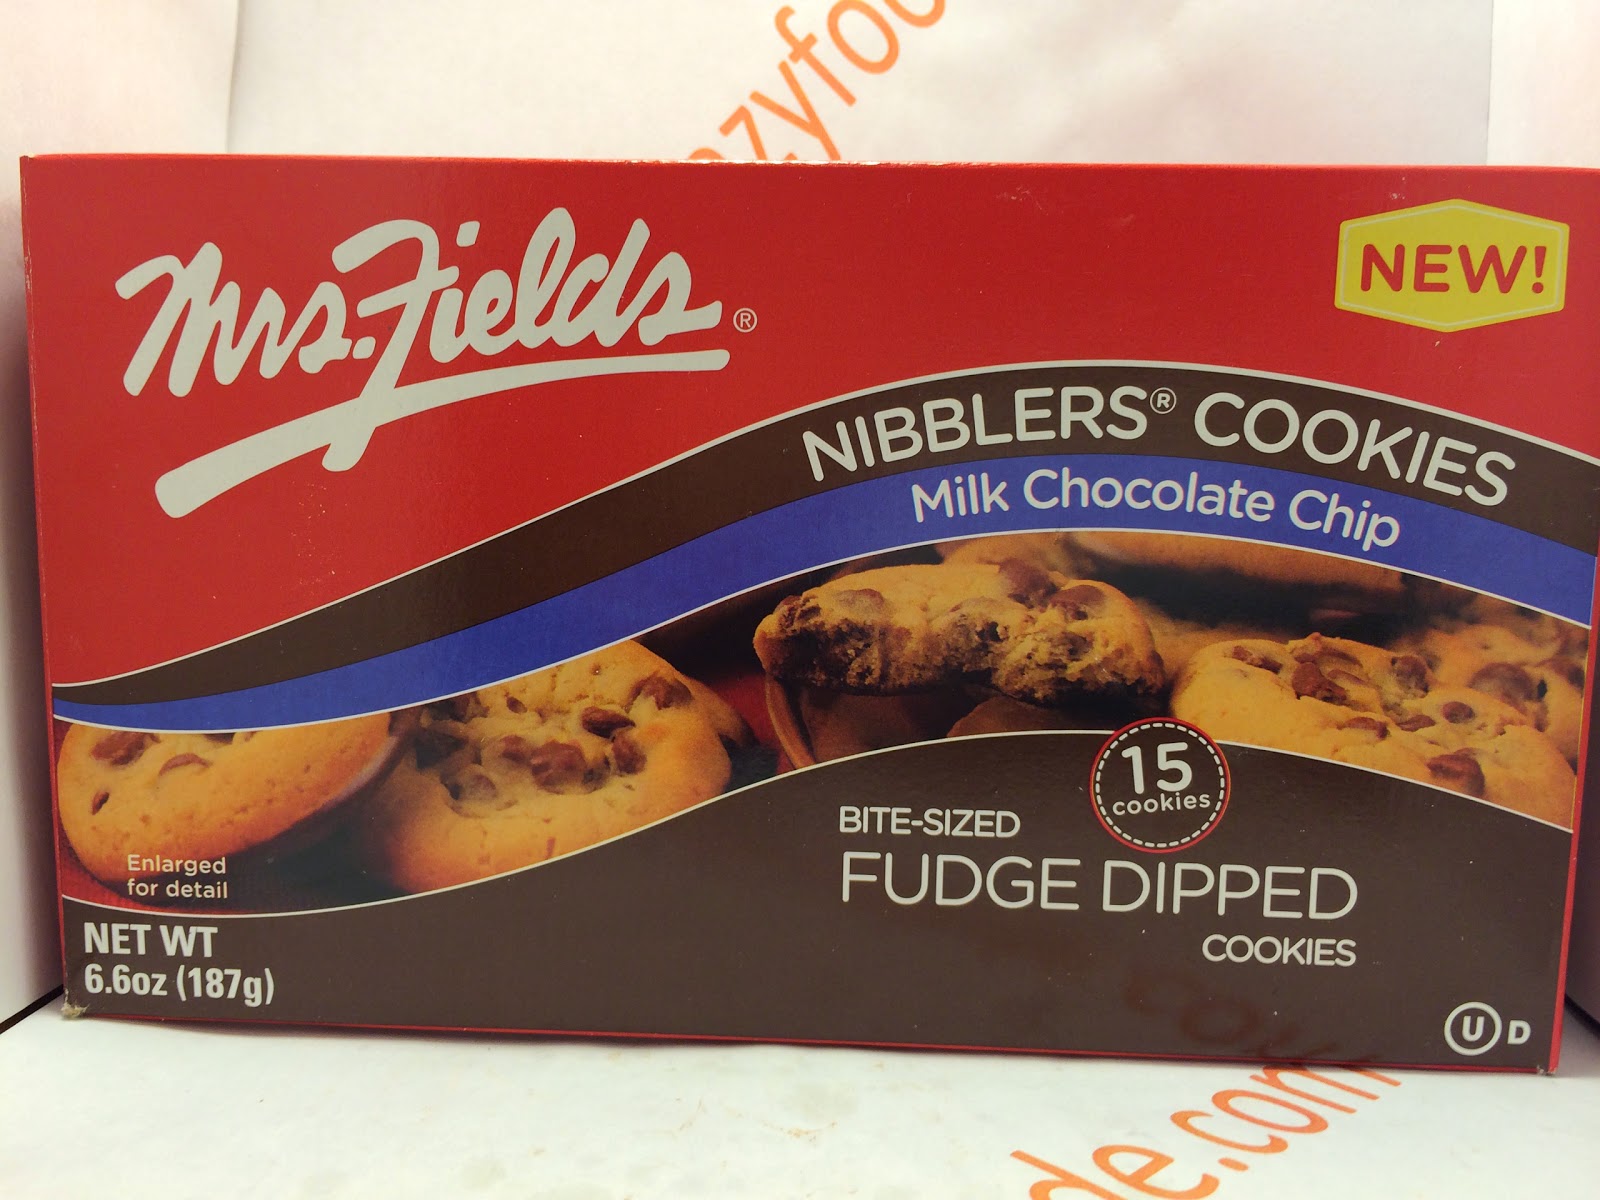 Mrs. Fields®
NEW!
NIBBLERS® COOKIES
Milk Chocolate Chip
15
cookies
BITE-SIZED
FUDGE DIPPED
COOKIES
Enlarged
for detail
NET WT
6.6oz (187g)
U D